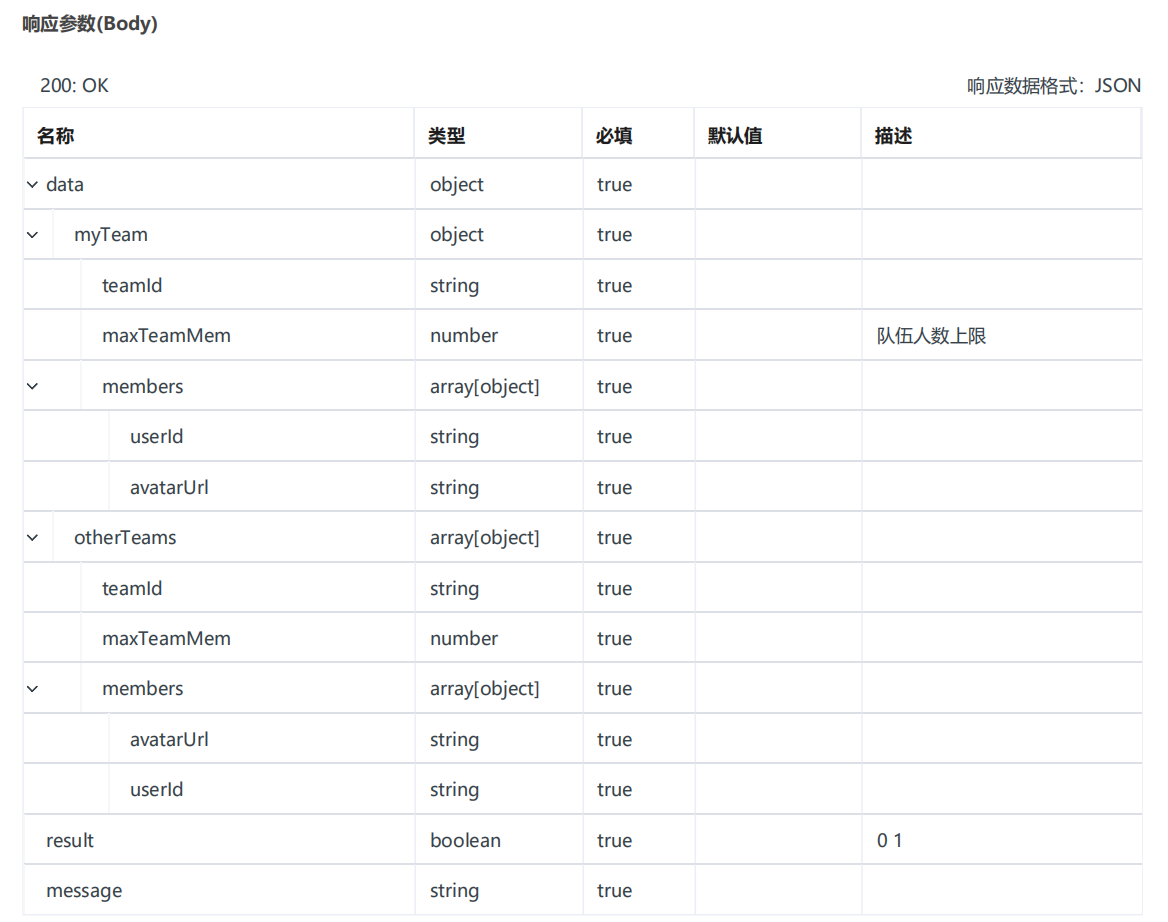 响应参数(Body)
200: OK 响应数据格式：JSON
名称 类型 必填 默认值 描述
data object true
myTeam object true
teamId string true
maxTeamMem number true 队伍人数上限
members array[object] true
userId string true
avatarUrl string true
otherTeams array[object] true
teamId string true
maxTeamMem number true
members array[object] true
avatarUrl string true
userId string true
result boolean true 0 1
message string true